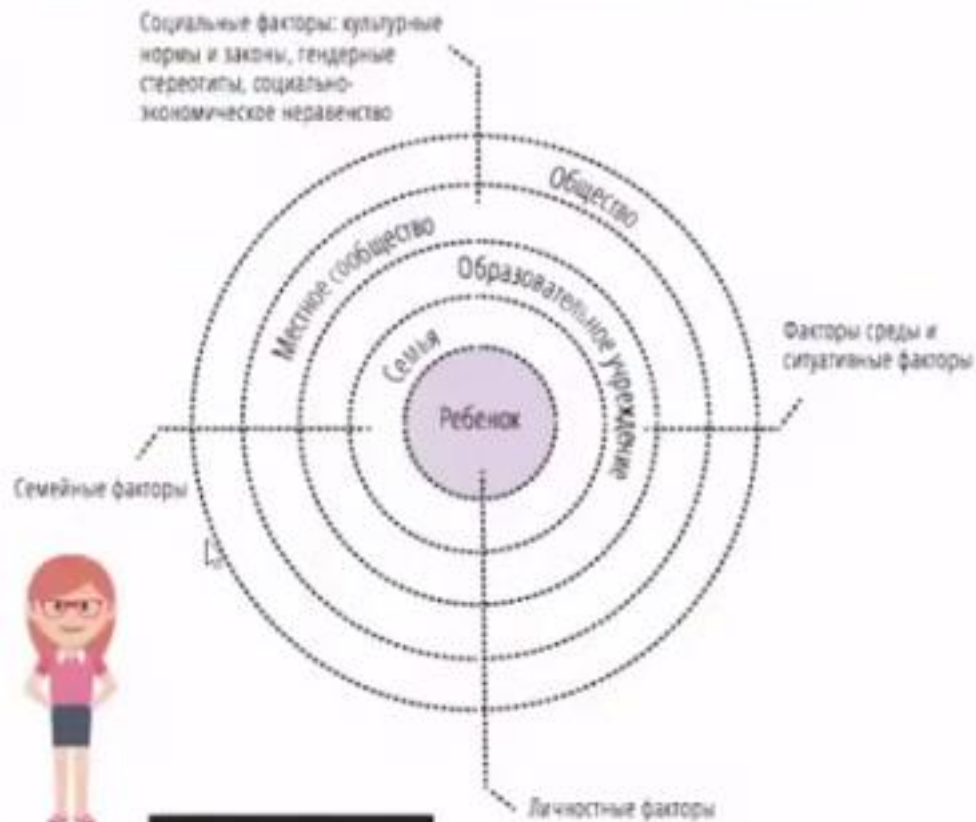 Социальные факторы: культурные
нормы и законы, гендерные
стереотипы, социально-
экономическое неравенство
Общество
Местное сообщество
Образовательное учреждение
Семья
Ребенок
Факторы среды и
ситуативные факторы
Семейные факторы
Личностные факторы